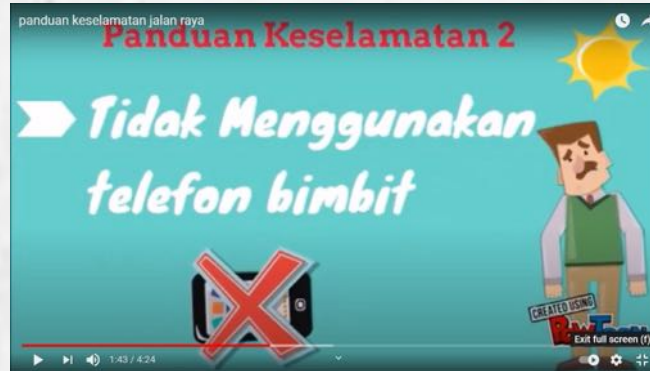 panduan keselamatan jalan raya
Panduan Keselamatan 2
Tidak Menggunakan
telefon bimbit
CREATED USING
Exit full screen (f)
1:43 / 4:24